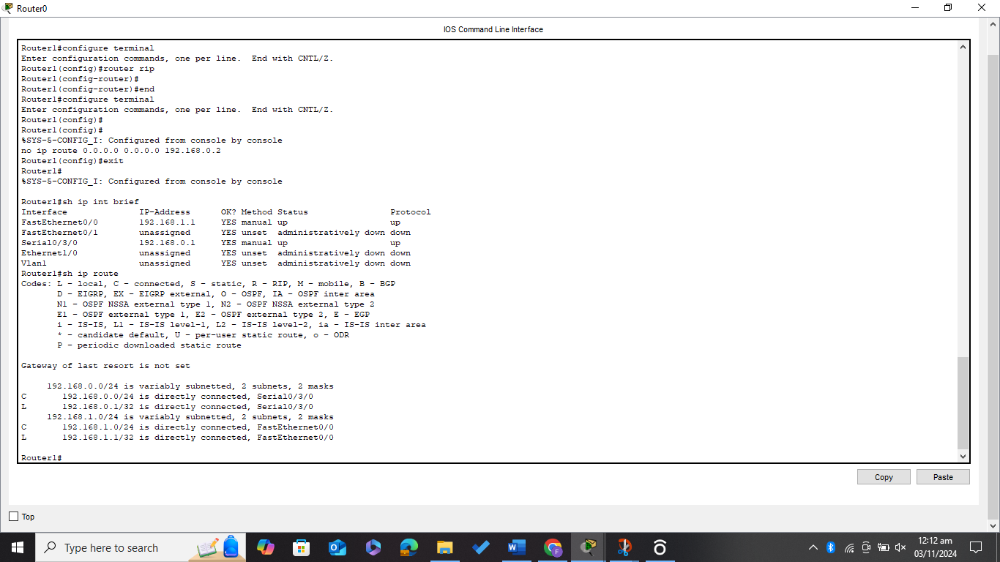 Router0
IOS Command Line Interface
Router1#configure terminal
Enter configuration commands, one per line.  End with CNTL/Z.
Router1(config)#router rip
Router1(config-router)#
Router1(config-router)#end
Router1#configure terminal
Enter configuration commands, one per line.  End with CNTL/Z.
Router1(config)#
Router1(config)#
%SYS-5-CONFIG_I: Configured from console by console
no ip route 0.0.0.0 0.0.0.0 192.168.0.2
Router1(config)#exit
Router1#
%SYS-5-CONFIG_I: Configured from console by console
Router1#sh ip int brief
Interface              IP-Address      OK? Method Status                Protocol
FastEthernet0/0        192.168.1.1     YES manual up                    up
FastEthernet0/1        unassigned      YES unset  administratively down down
Serial0/3/0            192.168.0.1     YES manual up                    up
Ethernet1/0            unassigned      YES unset  administratively down down
Vlan1                  unassigned      YES unset  administratively down down
Router1#sh ip route
Codes: L - local, C - connected, S - static, R - RIP, M - mobile, B - BGP
       D - EIGRP, EX - EIGRP external, O - OSPF, IA - OSPF inter area
       N1 - OSPF NSSA external type 1, N2 - OSPF NSSA external type 2
       E1 - OSPF external type 1, E2 - OSPF external type 2, E - EGP
       i - IS-IS, L1 - IS-IS level-1, L2 - IS-IS level-2, ia - IS-IS inter area
       * - candidate default, U - per-user static route, o - ODR
       P - periodic downloaded static route
Gateway of last resort is not set
     192.168.0.0/24 is variably subnetted, 2 subnets, 2 masks
C       192.168.0.0/24 is directly connected, Serial0/3/0
L       192.168.0.1/32 is directly connected, Serial0/3/0
     192.168.1.0/24 is variably subnetted, 2 subnets, 2 masks
C       192.168.1.0/24 is directly connected, FastEthernet0/0
L       192.168.1.1/32 is directly connected, FastEthernet0/0
Router1#
Copy
Paste
Top
Type here to search
12:12 am
03/11/2024